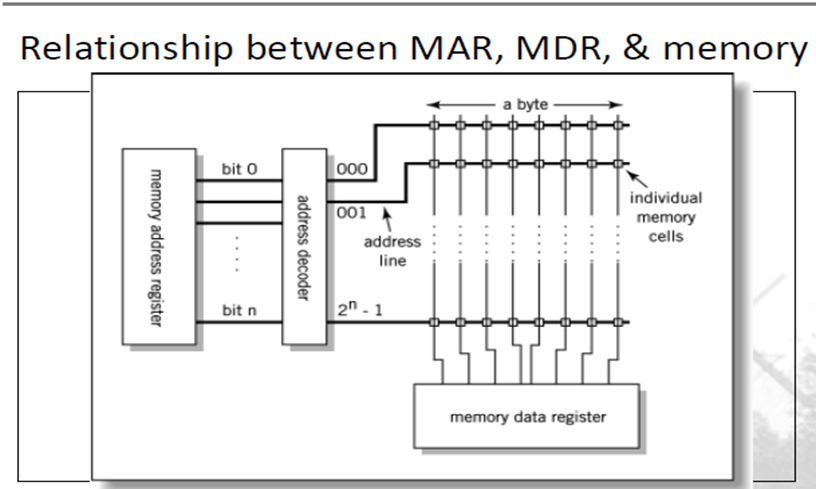 Relationship between MAR, MDR, & memory
a byte
bit 0
000
001
individual
memory
cells
address
line
memory address register
address decoder
bit n
2ⁿ - 1
memory data register